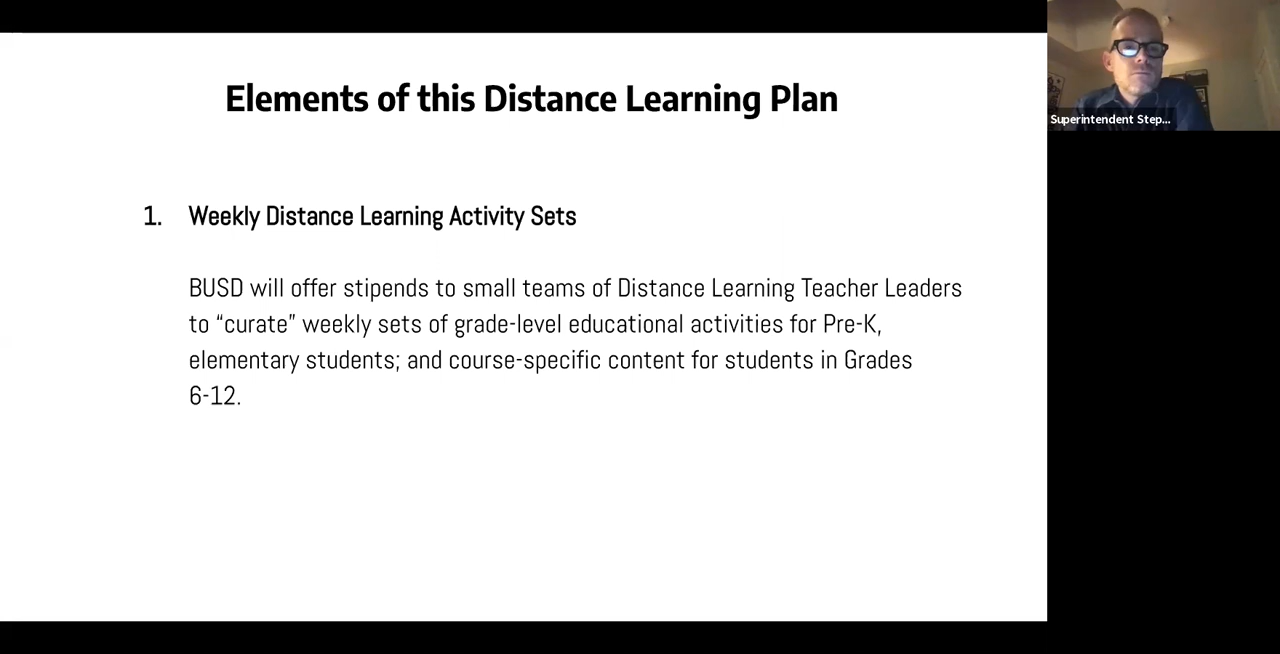 Elements of this Distance Learning Plan
1. Weekly Distance Learning Activity Sets
BUSD will offer stipends to small teams of Distance Learning Teacher Leaders
to “curate” weekly sets of grade-level educational activities for Pre-K,
elementary students; and course-specific content for students in Grades
6-12.
Superintendent Step...